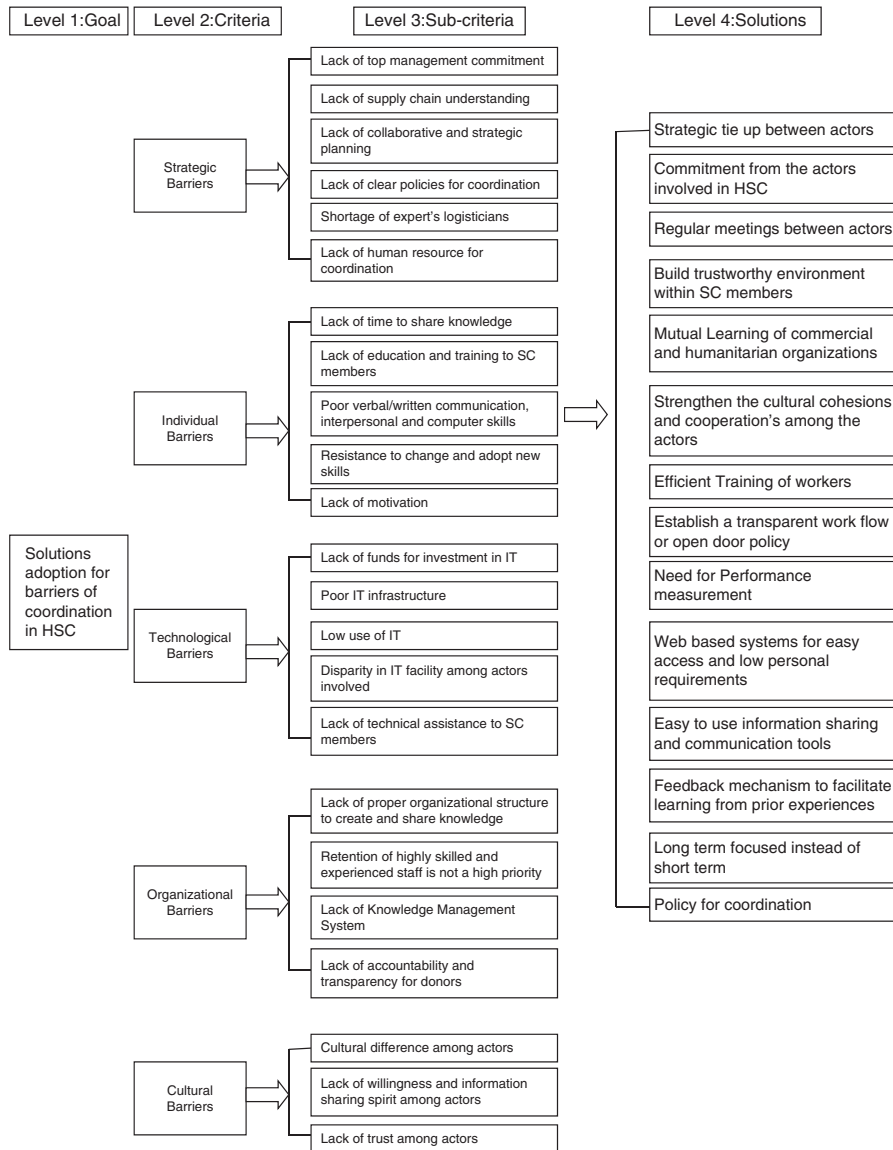 Level 1:Goal
Level 2:Criteria
Level 3:Sub-criteria
Level 4:Solutions
Solutions
adoption for
barriers of
coordination
in HSC
Strategic
Barriers
Lack of top management commitment
Lack of supply chain understanding
Lack of collaborative and strategic
planning
Lack of clear policies for coordination
Shortage of expert's logisticians
Lack of human resource for
coordination
Individual
Barriers
Lack of time to share knowledge
Lack of education and training to SC
members
Poor verbal/written communication,
interpersonal and computer skills
Resistance to change and adopt new
skills
Lack of motivation
Technological
Barriers
Lack of funds for investment in IT
Poor IT infrastructure
Low use of IT
Disparity in IT facility among actors
involved
Lack of technical assistance to SC
members
Organizational
Barriers
Lack of proper organizational structure
to create and share knowledge
Retention of highly skilled and
experienced staff is not a high priority
Lack of Knowledge Management
System
Lack of accountability and
transparency for donors
Cultural
Barriers
Cultural difference among actors
Lack of willingness and information
sharing spirit among actors
Lack of trust among actors
Strategic tie up between actors
Commitment from the actors
involved in HSC
Regular meetings between actors
Build trustworthy environment
within SC members
Mutual Learning of commercial
and humanitarian organizations
Strengthen the cultural cohesions
and cooperation's among the
actors
Efficient Training of workers
Establish a transparent work flow
or open door policy
Need for Performance
measurement
Web based systems for easy
access and low personal
requirements
Easy to use information sharing
and communication tools
Feedback mechanism to facilitate
learning from prior experiences
Long term focused instead of
short term
Policy for coordination